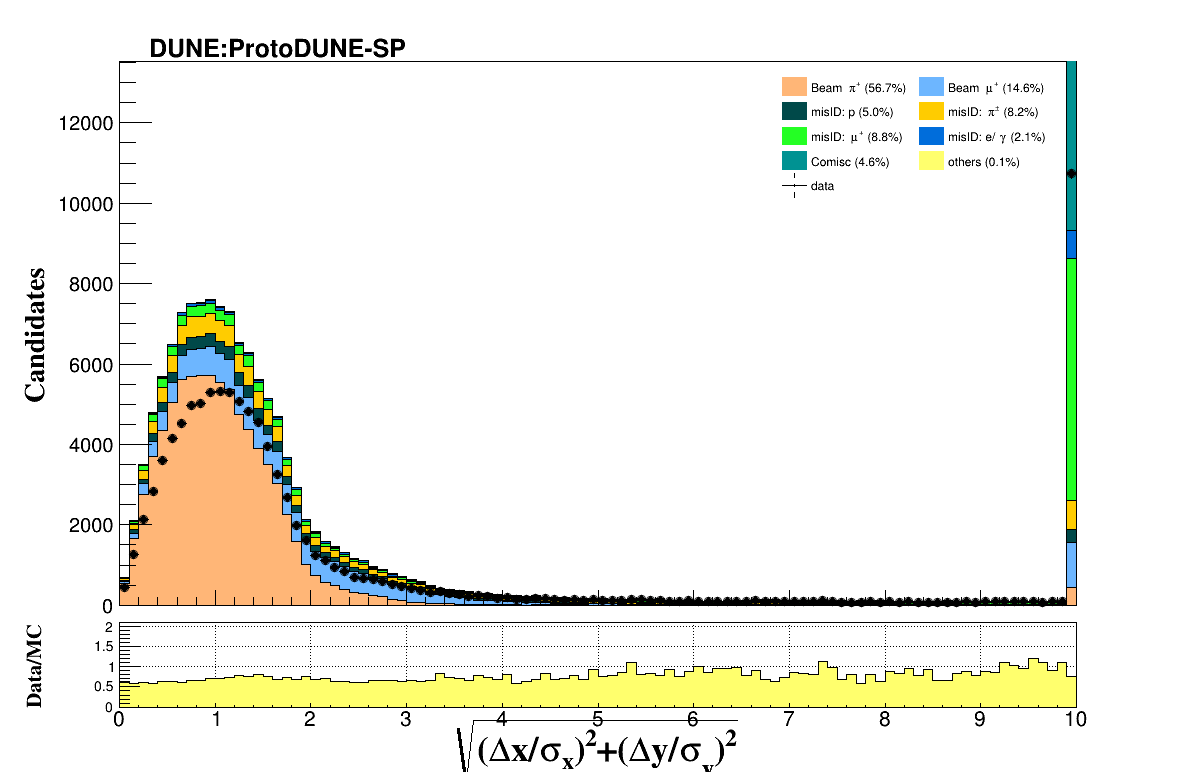 DUNE:ProtoDUNE-SP
Beam π⁺ (56.7%)
Beam μ⁺ (14.6%)
misID: p (5.0%)
misID: π± (8.2%)
misID: μ⁺ (8.8%)
misID: e/ γ (2.1%)
Comisc (4.6%)
others (0.1%)
data
Candidates
12000
10000
8000
6000
4000
2000
0
Data/MC
2
1.5
1
0.5
0
0 1 2 3 4 5 6 7 8 9 10
√(Δx/σx)²+(Δy/σy)²